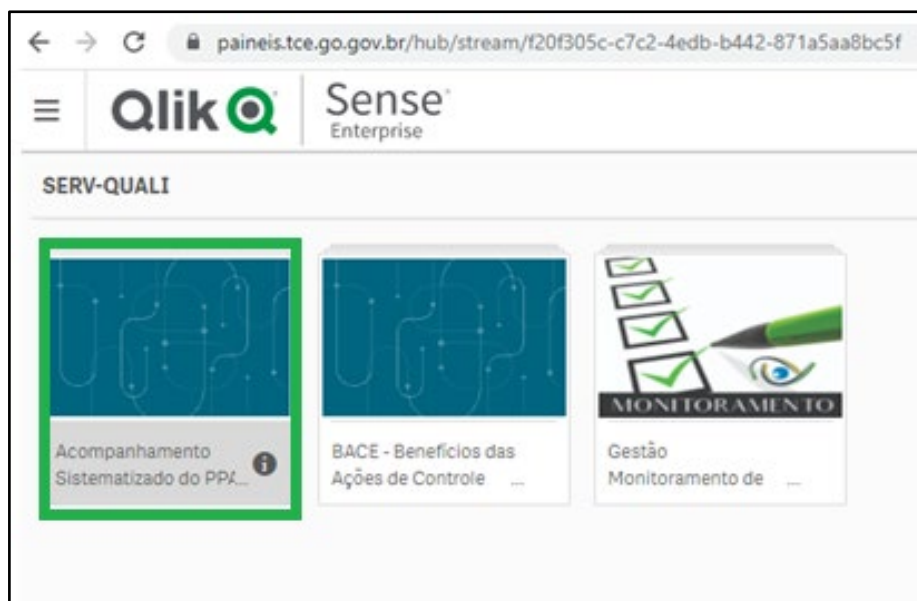 paineis.tce.go.gov.br/hub/stream/f20f305c-c7c2-4edb-b442-871a5aa8bc5f
Qlik Sense®
Enterprise
SERV-QUALI
MONITORAMENTO
Acompanhamento
Sistematizado do PPA...
BACE - Benefícios das
Ações de Controle ...
Gestão
Monitoramento de ...